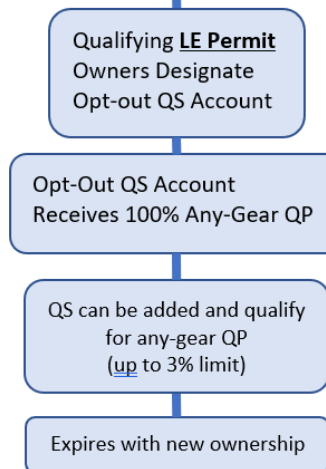 Qualifying LE Permit
Owners Designate
Opt-out QS Account
Opt-Out QS Account
Receives 100% Any-Gear QP
QS can be added and qualify
for any-gear QP
(up to 3% limit)
Expires with new ownership